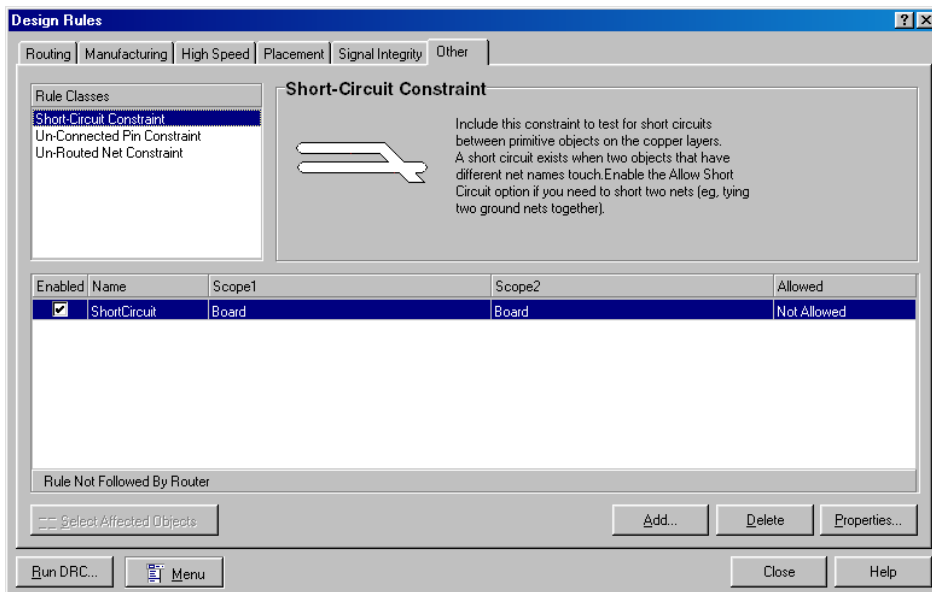 Design Rules
Routing Manufacturing High Speed Placement Signal Integrity Other
Rule Classes
Short-Circuit Constraint
Un-Connected Pin Constraint
Un-Routed Net Constraint
Short-Circuit Constraint
Include this constraint to test for short circuits
between primitive objects on the copper layers.
A short circuit exists when two objects that have
different net names touch.Enable the Allow Short
Circuit option if you need to short two nets (eg, tying
two ground nets together).
Enabled Name Scope1 Scope2 Allowed
ShortCircuit Board Board Not Allowed
Rule Not Followed By Router
Select Affected Objects Add... Delete Properties...
Run DRC... Menu Close Help